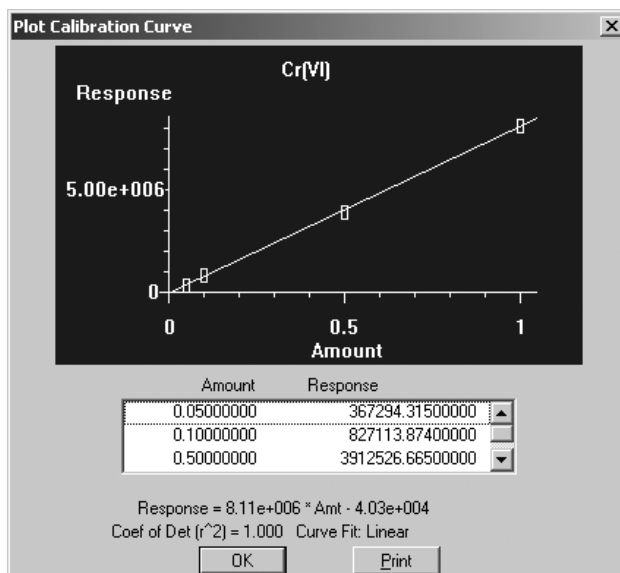 Plot Calibration Curve
Cr(VI)
Response
5.00e+006
0
0 0.5 1
Amount
Amount Response
0.05000000 367294.31500000
0.10000000 827113.87400000
0.50000000 3912526.66500000
Response = 8.11e+006 * Amt - 4.03e+004
Coef of Det (r^2) = 1.000 Curve Fit: Linear
OK Print